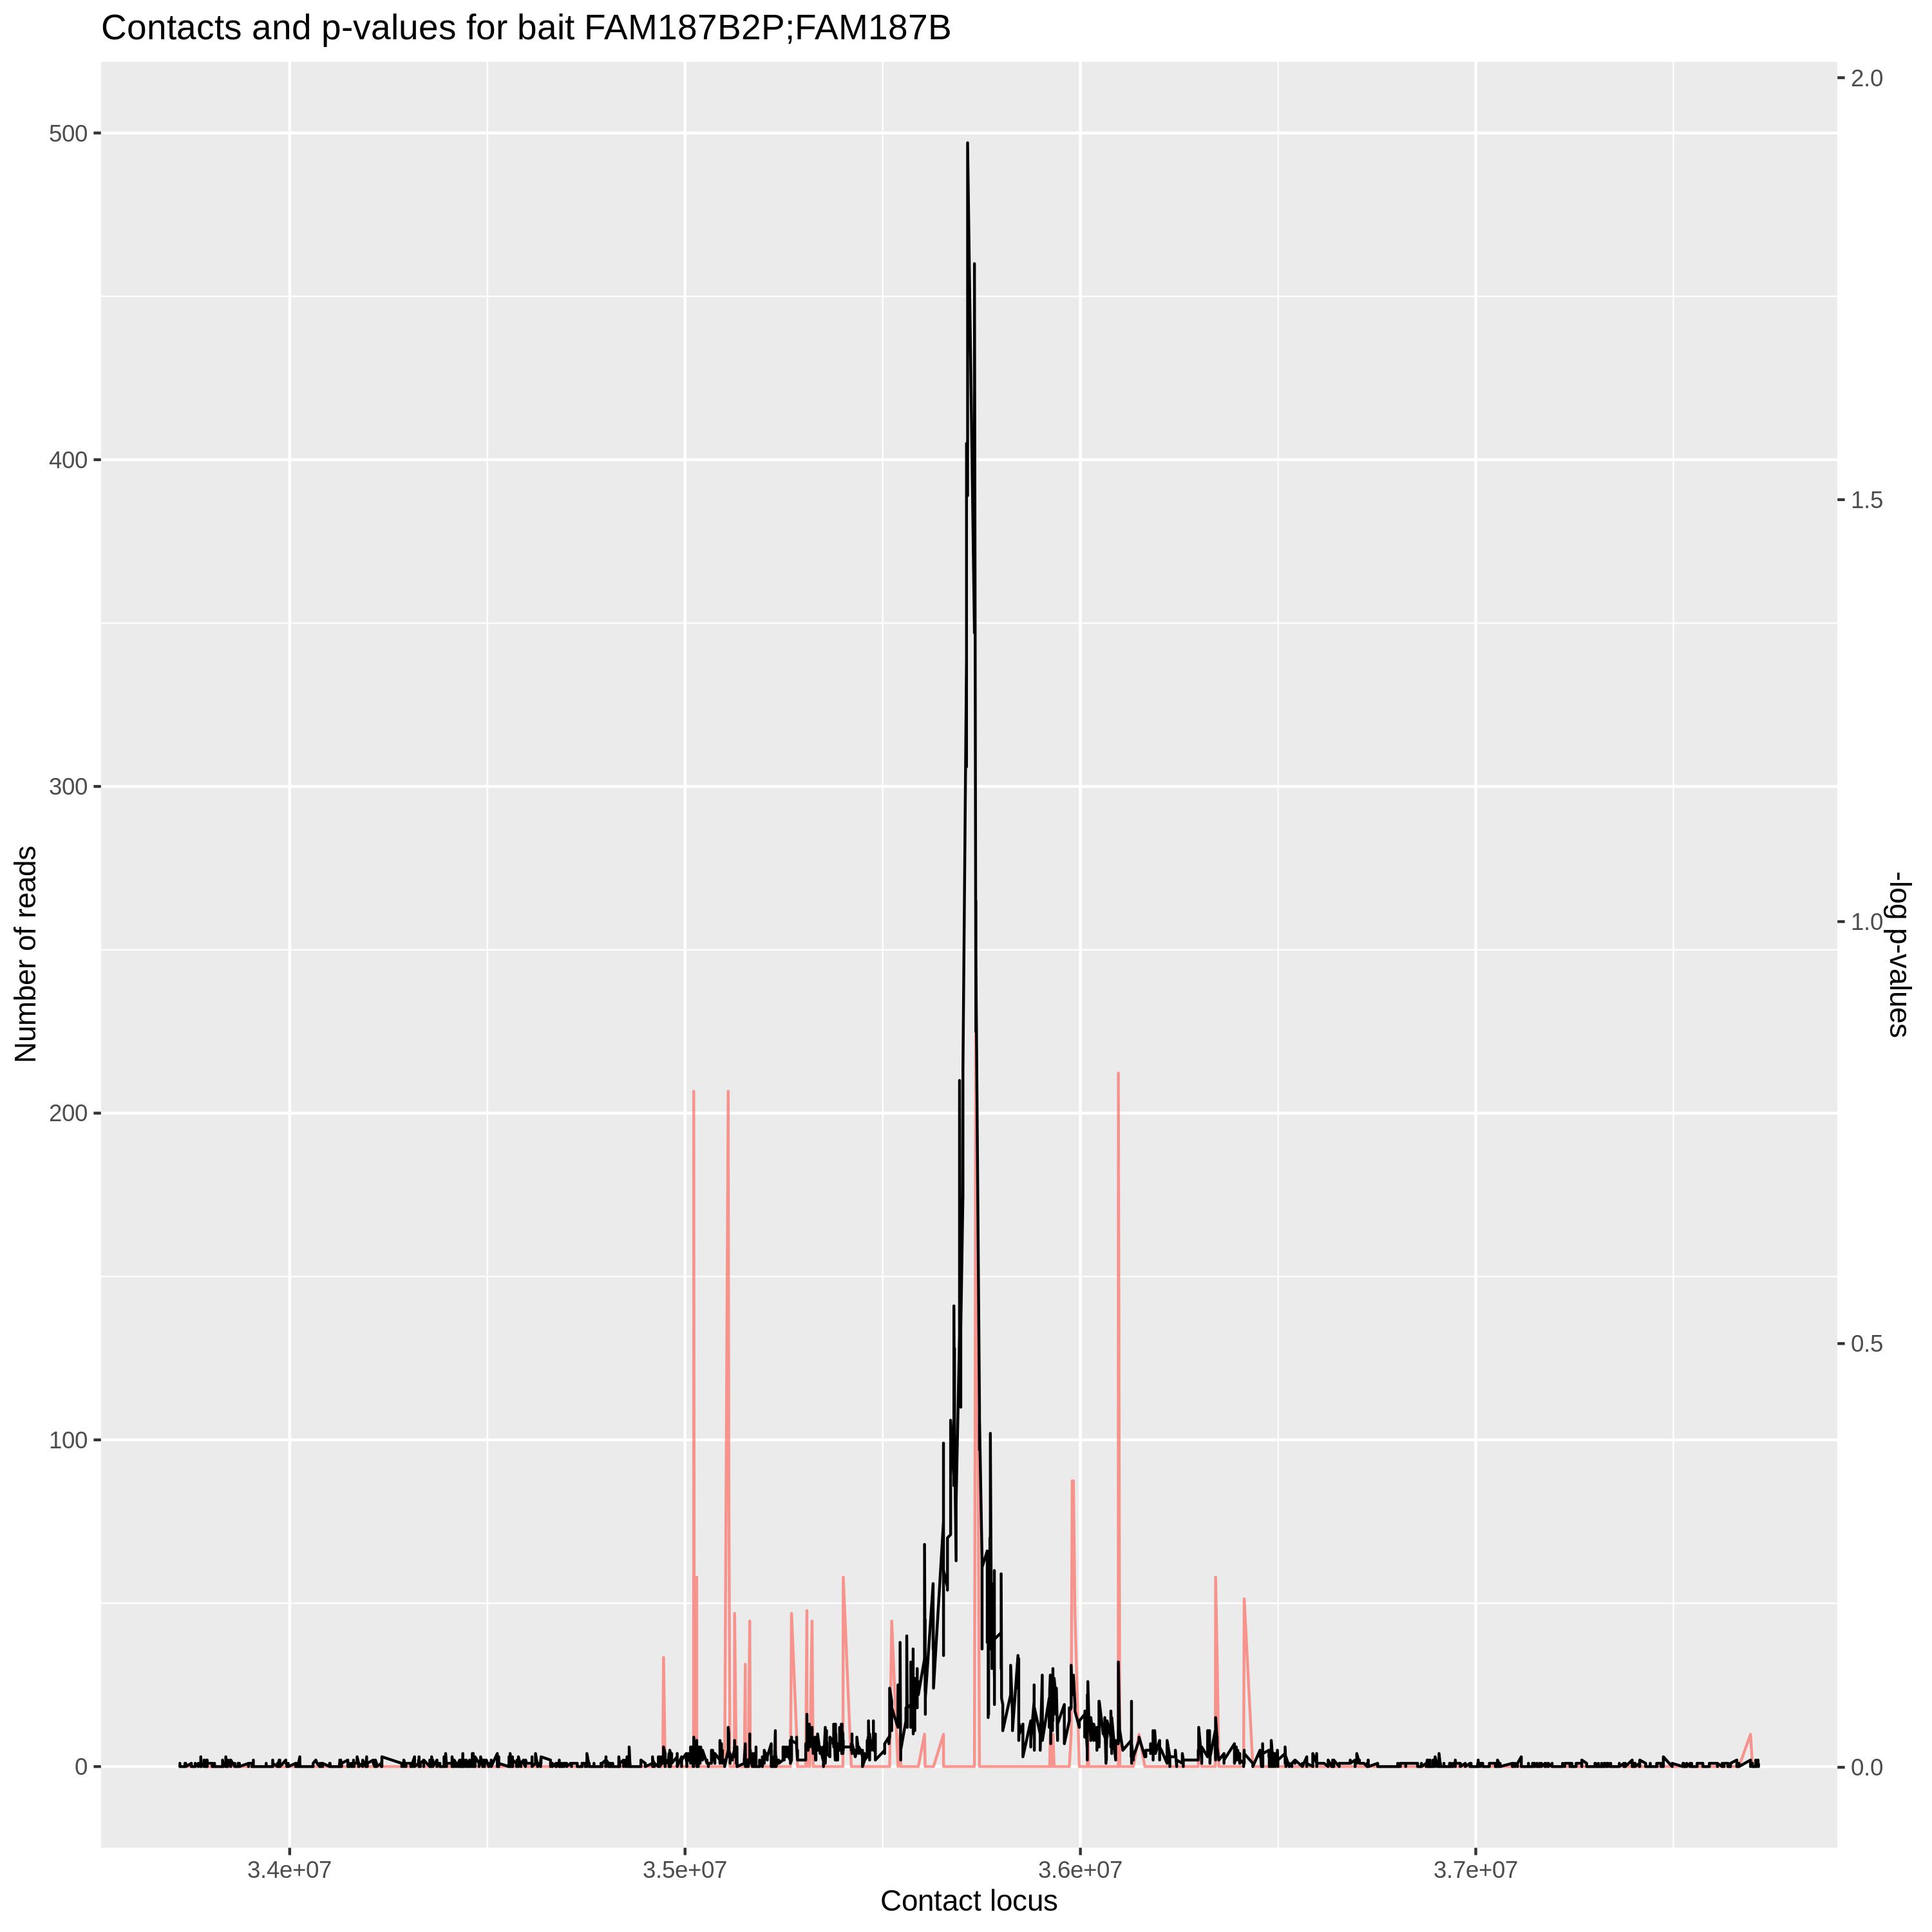 Contacts and p-values for bait FAM187B2P;FAM187B
500
400
300
200
100
0
Number of reads
2.0
1.5
1.0
0.5
0.0
-log p-values
3.4e+07 3.5e+07 3.6e+07 3.7e+07
Contact locus